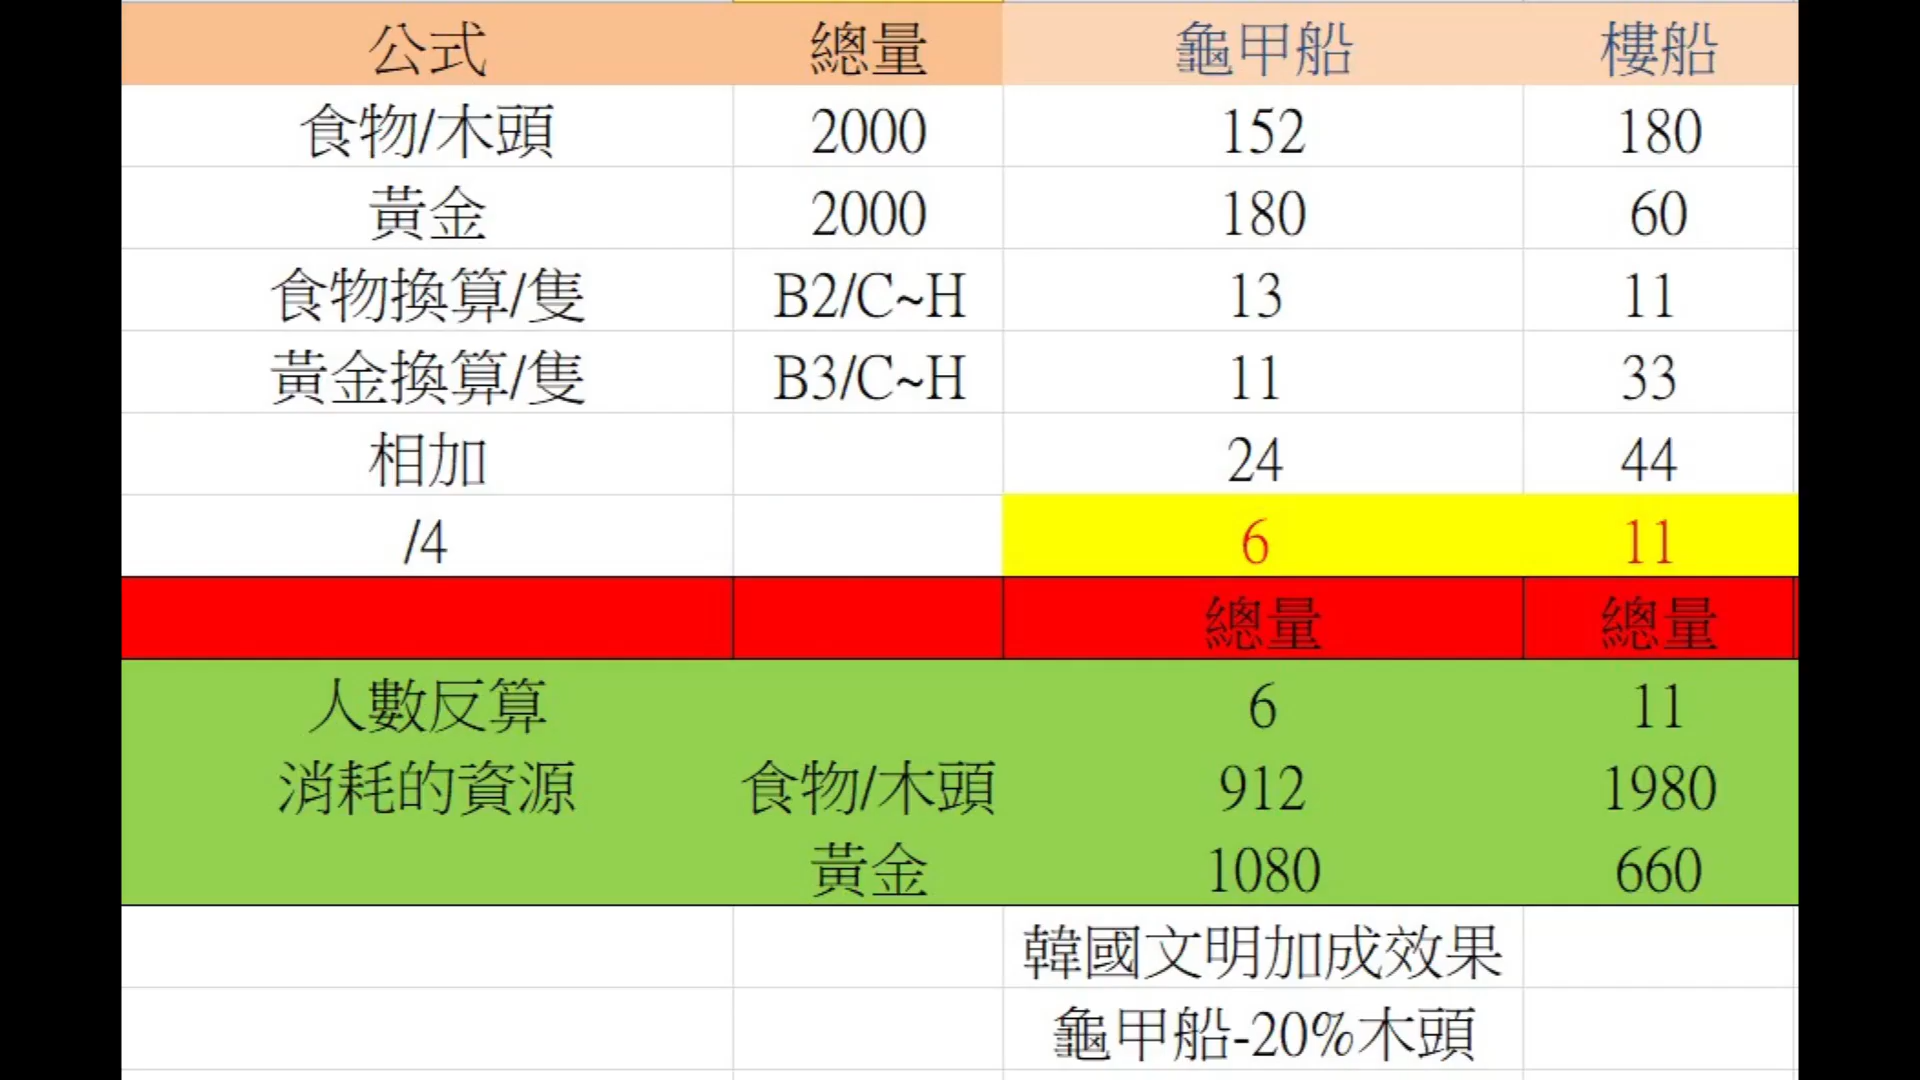 公式 總量 龜甲船 樓船
食物/木頭 2000 152 180
黃金 2000 180 60
食物換算/隻 B2/C~H 13 11
黃金換算/隻 B3/C~H 11 33
相加 24 44
/4 6 11
總量 總量
人數反算 6 11
消耗的資源 食物/木頭 912 1980
黃金 1080 660
韓國文明加成效果
龜甲船-20%木頭